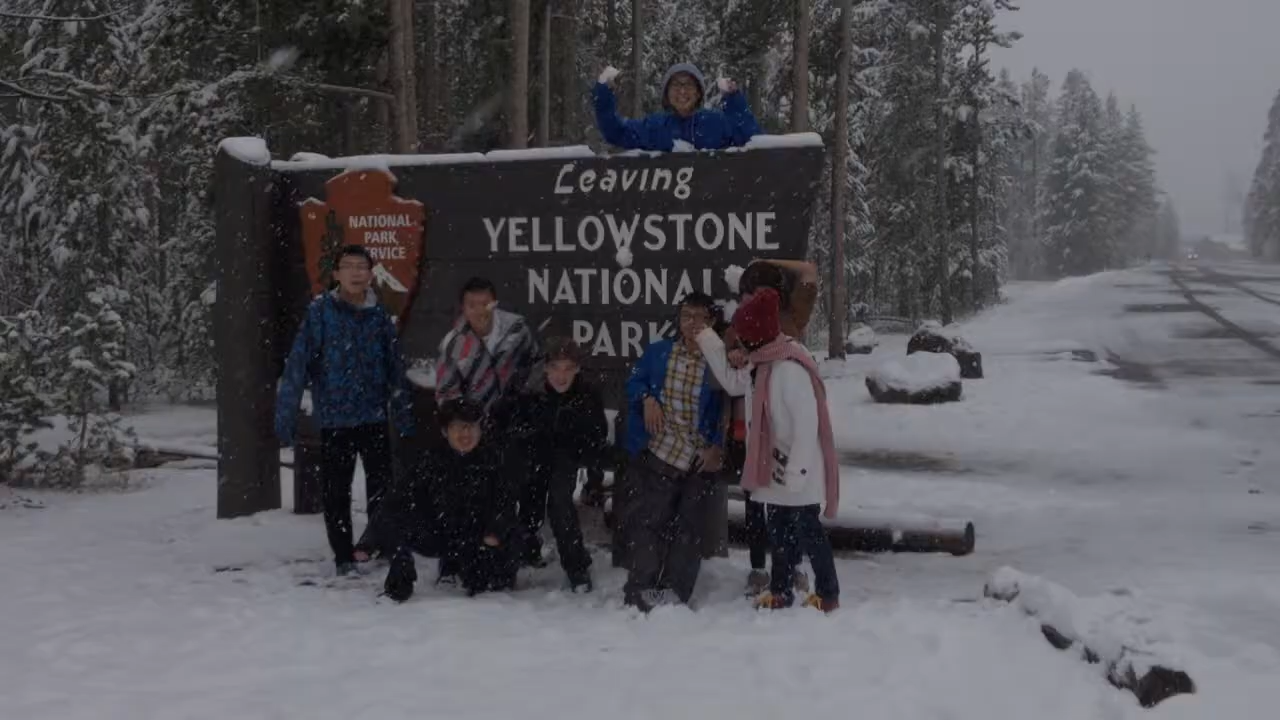 Leaving
YELLOWSTONE
NATIONAL
PARK
NATIONAL
PARK
SERVICE